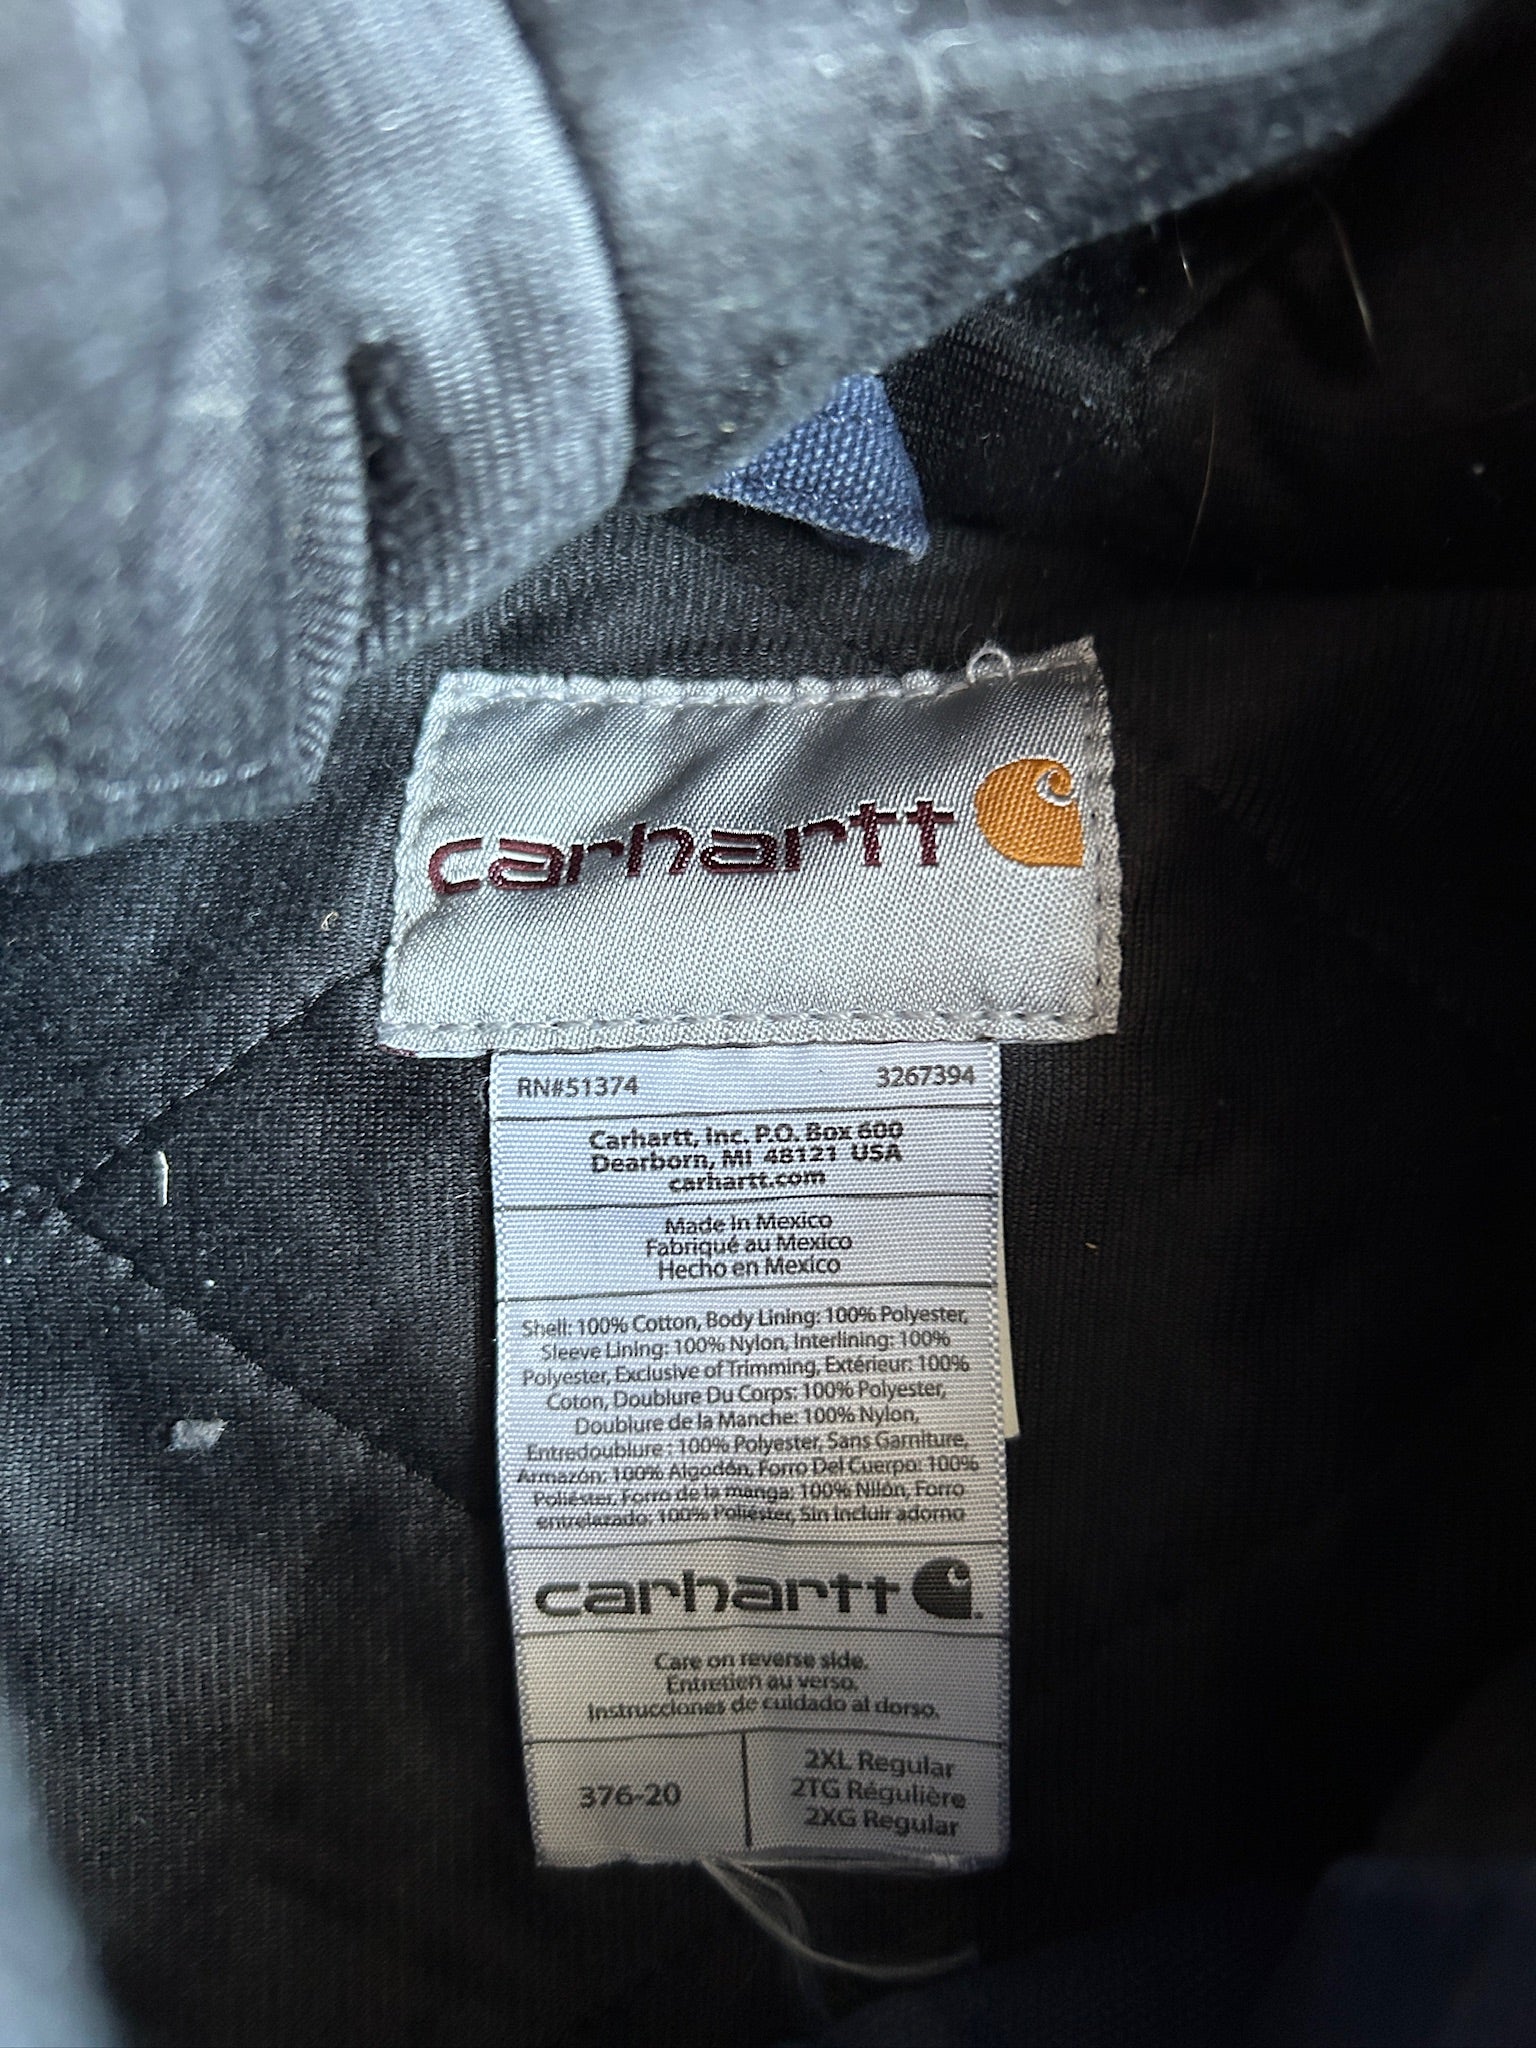 carhartt
RN#51374 3267394
Carhartt, Inc. P.O. Box 600
Dearborn, MI 48121 USA
carhartt.com
Made In Mexico
Fabriqué au Mexico
Hecho en Mexico
Shell: 100% Cotton, Body Lining: 100% Polyester,
Sleeve Lining: 100% Nylon, Interlining: 100%
Polyester, Exclusive of Trimming, Extérieur: 100%
Coton, Doublure Du Corps: 100% Polyester,
Doublure de la Manche: 100% Nylon,
Entredoublure : 100% Polyester, Sans Garniture,
Armazón: 100% Algodón, Forro Del Cuerpo: 100%
Poliéster, Forro de la manga: 100% Nilón, Forro
entrelazado: 100% Poliéster, Sin incluir adorno
carhartt
Care on reverse side.
Entretien au verso.
Instrucciones de cuidado al dorso.
376-20
2XL Regular
2TG Régulière
2XG Regular